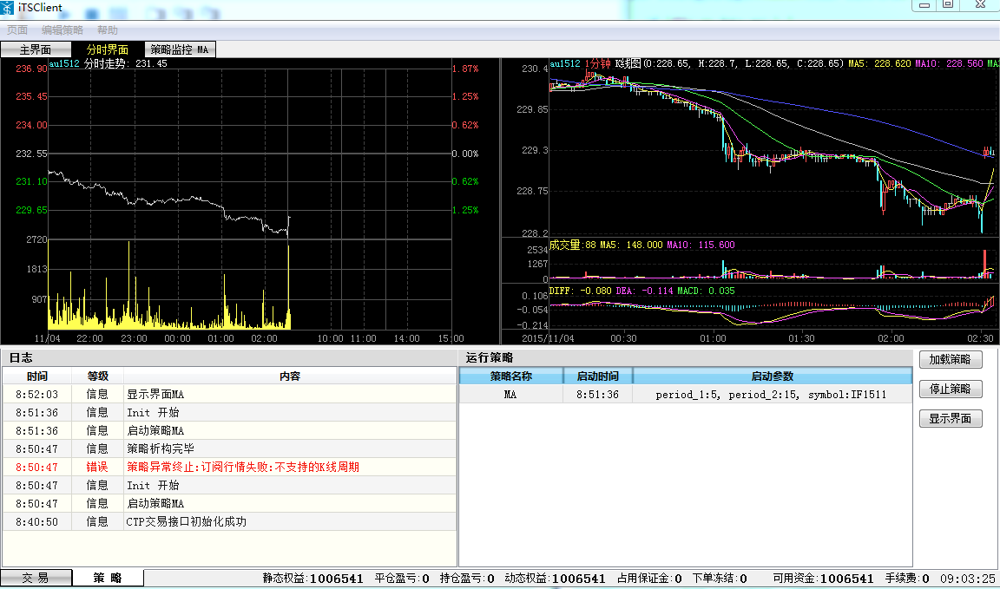 iTSClient
页面 编辑策略 帮助
主界面 分时界面 策略监控 MA
au1512 分时走势: 231.45
236.90 1.87%
235.45 1.25%
234.00 0.62%
232.55 0.00%
231.10 0.62%
229.65 1.25%
2720
1813
907
11/04 22:00 23:00 00:00 01:00 02:00 10:00 11:00 14:00 15:00
au1512 1分钟 K线图(O:228.65, H:228.7, L:228.65, C:228.65) MA5: 228.620 MA10: 228.560 MA
230.4
229.85
229.3
228.75
228.2
成交量:88 MA5: 148.000 MA10: 115.600
2534
1267
0
DIFF: -0.080 DEA: -0.114 MACD: 0.035
0.106
-0.054
-0.214
2015/11/04 00:30 01:00 01:30 02:00 02:30
日志
时间 等级 内容
8:52:03 信息 显示界面MA
8:51:36 信息 Init 开始
8:51:36 信息 启动策略MA
8:50:47 信息 策略析构完毕
8:50:47 错误 策略异常终止:订阅行情失败:不支持的K线周期
8:50:47 信息 Init 开始
8:50:47 信息 启动策略MA
8:40:50 信息 CTP交易接口初始化成功
运行策略
策略名称 启动时间 启动参数
MA 8:51:36 period_1:5, period_2:15, symbol:IF1511
加载策略
停止策略
显示界面
交 易 策 略 静态权益:1006541 平仓盈亏:0 持仓盈亏:0 动态权益:1006541 占用保证金:0 下单冻结:0 可用资金:1006541 手续费:0 09:03:25